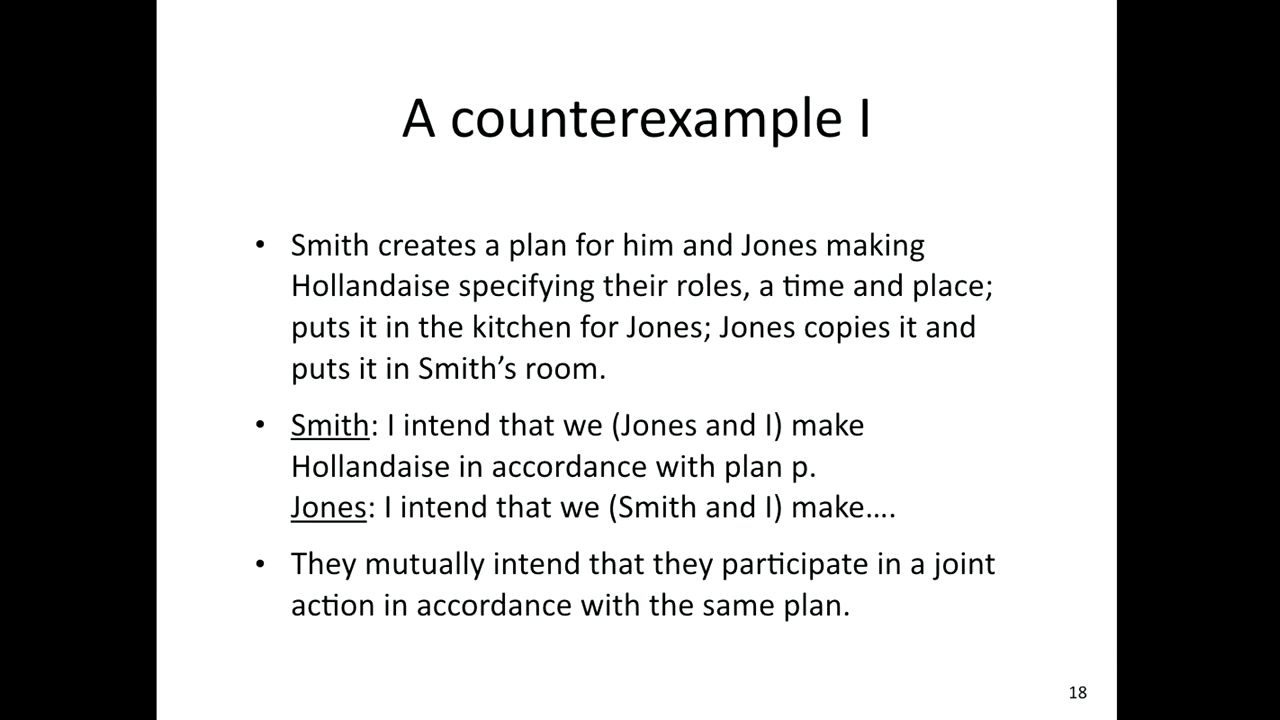 A counterexample I
• Smith creates a plan for him and Jones making
Hollandaise specifying their roles, a time and place;
puts it in the kitchen for Jones; Jones copies it and
puts it in Smith’s room.
• Smith: I intend that we (Jones and I) make
Hollandaise in accordance with plan p.
Jones: I intend that we (Smith and I) make....
• They mutually intend that they participate in a joint
action in accordance with the same plan.
18